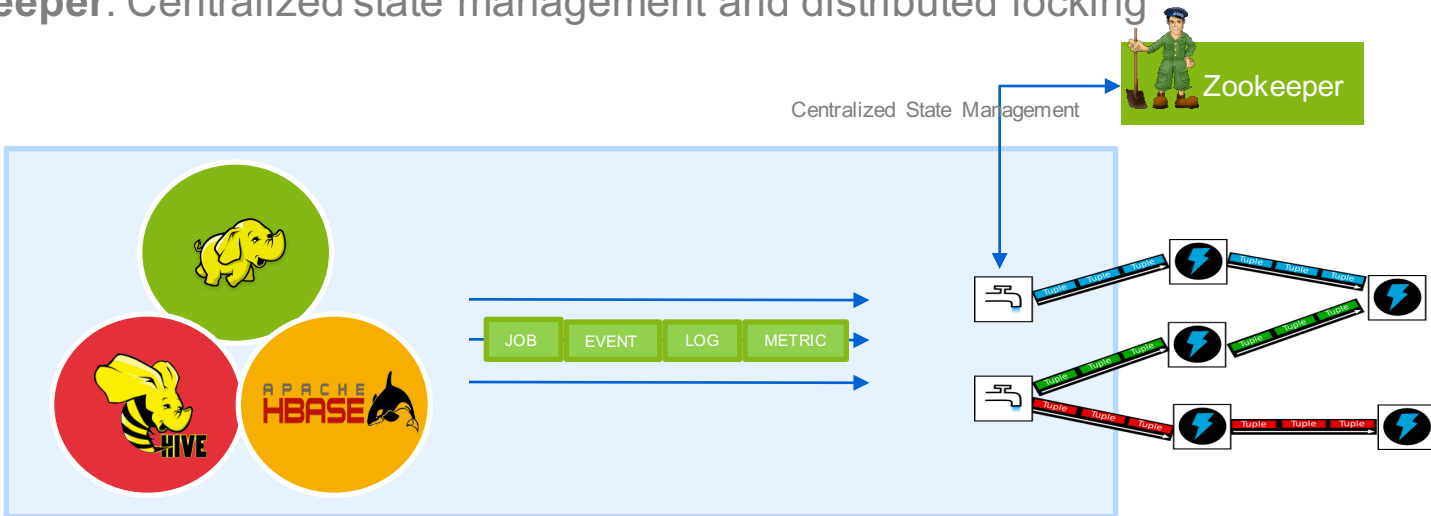 eeper: Centralized state management and distributed locking
Zookeeper
Centralized State Management
Tuple Tuple Tuple
Tuple Tuple Tuple
JOB EVENT LOG METRIC
Tuple Tuple Tuple
Tuple Tuple Tuple
APACHE
HBASE
HIVE
Tuple Tuple Tuple
Tuple Tuple Tuple